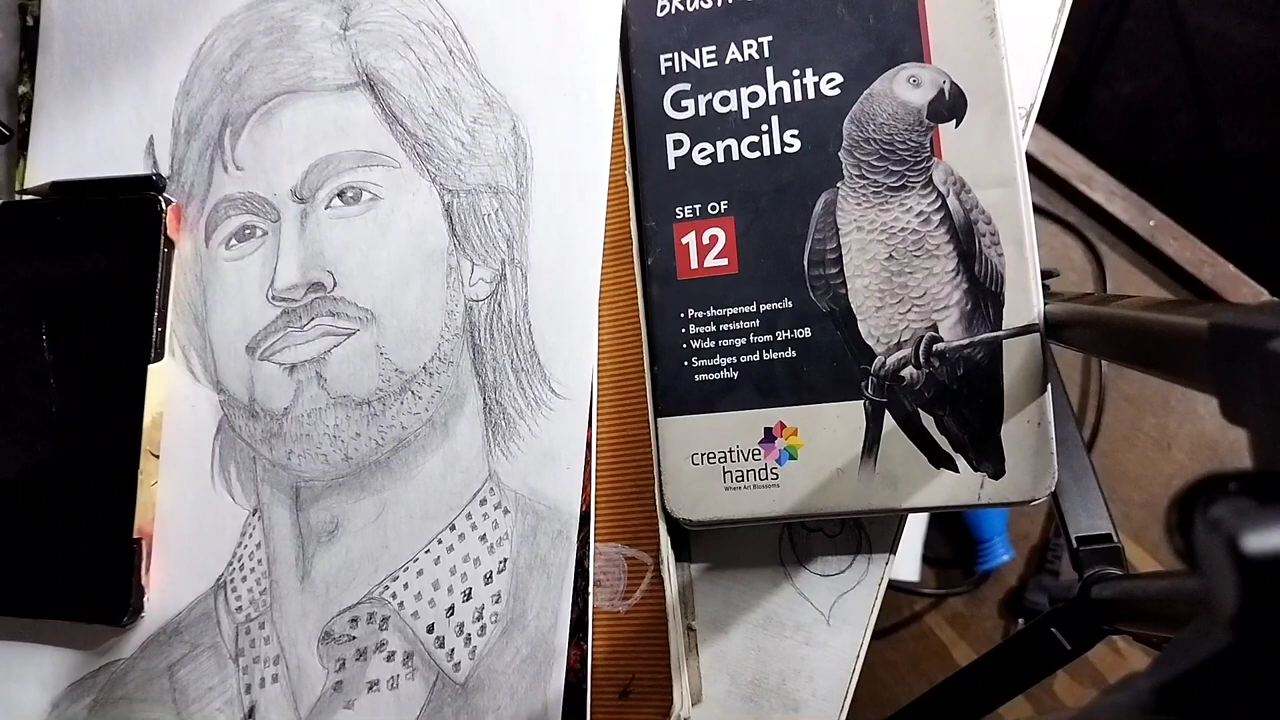 FINE ART
Graphite
Pencils
SET OF
12
• Pre-sharpened pencils
• Break resistant
• Wide range from 2H-10B
• Smudges and blends
smoothly
creative
hands
Where Art Blossoms